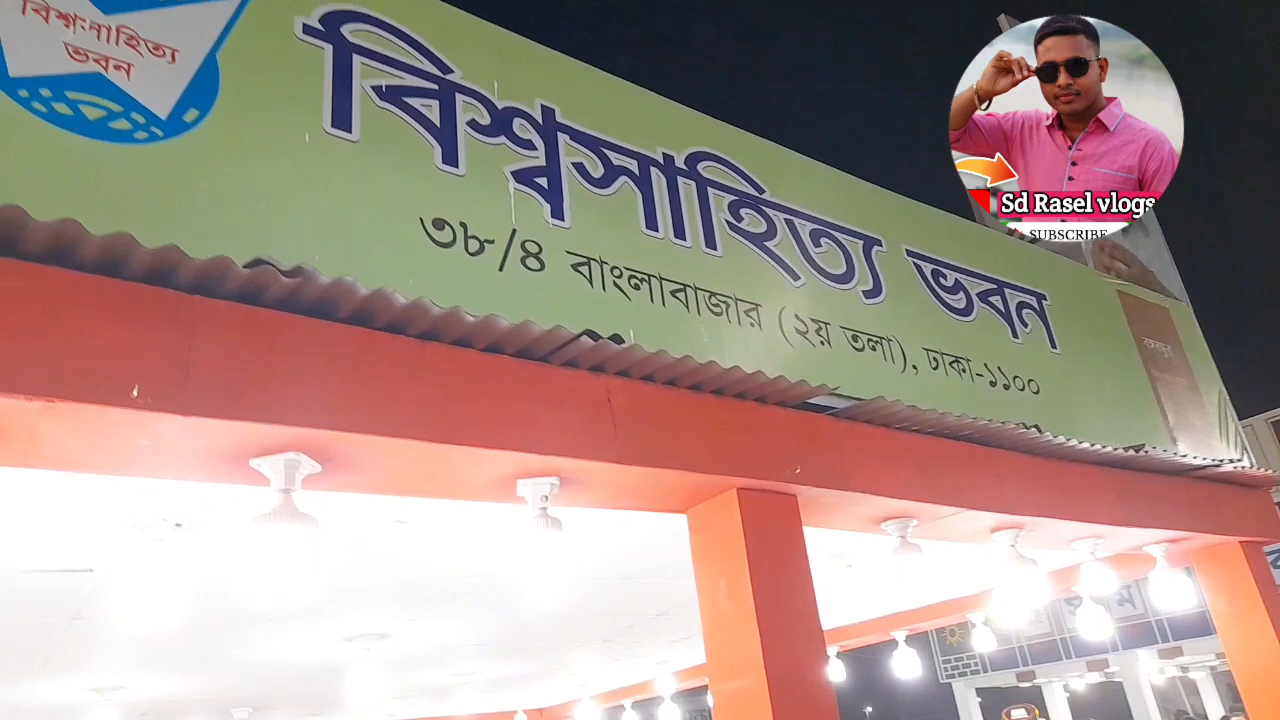 বিশ্বসাহিত্য
ভবন
বিশ্বসাহিত্য ভবন
৩৮/৪ বাংলাবাজার (২য় তলা), ঢাকা-১১০০
Sd Rasel vlogs
SUBSCRIBE